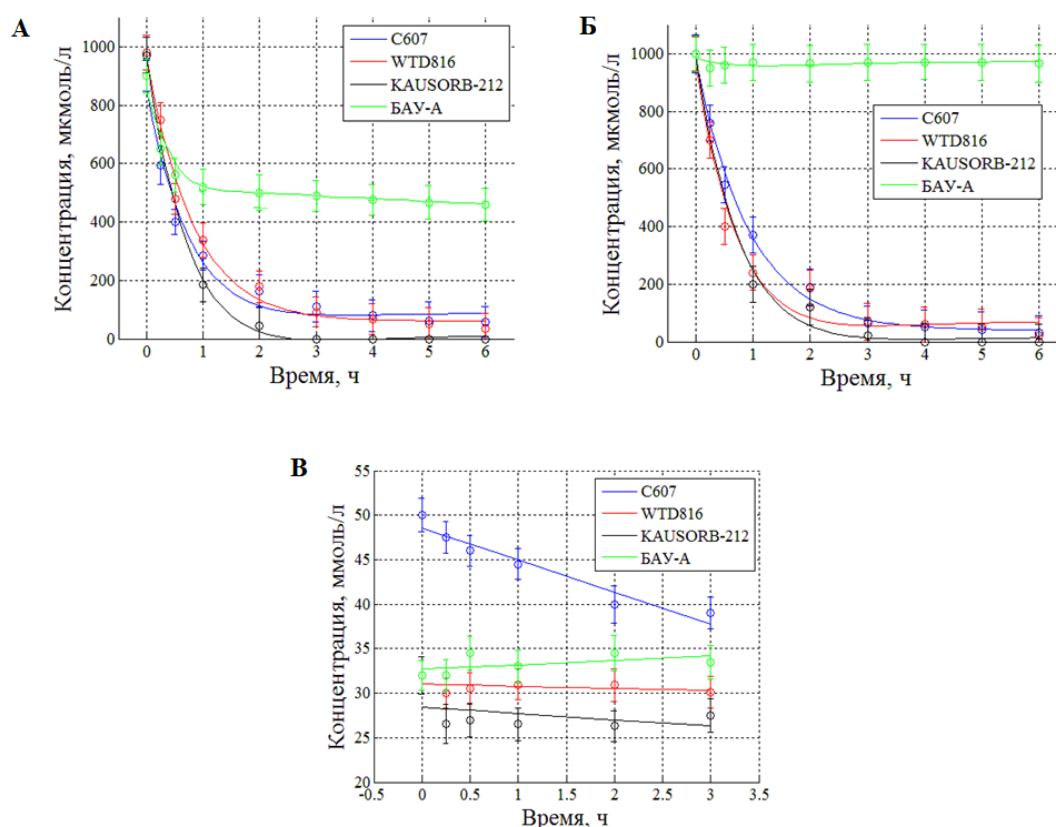 А
Концентрация, мкмоль/л
1000
800
600
400
200
0
0 1 2 3 4 5 6
Время, ч
C607
WTD816
KAUSORB-212
БАУ-А
Б
Концентрация, мкмоль/л
1000
800
600
400
200
0
0 1 2 3 4 5 6
Время, ч
C607
WTD816
KAUSORB-212
БАУ-А
В
Концентрация, ммоль/л
55
50
45
40
35
30
25
20
-0.5 0 0.5 1 1.5 2 2.5 3 3.5
Время, ч
C607
WTD816
KAUSORB-212
БАУ-А